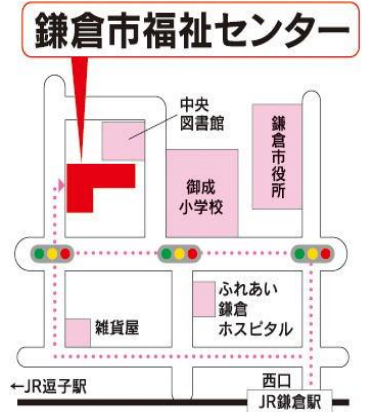 鎌倉市福祉センター
中央
図書館
鎌倉市役所
御成
小学校
ふれあい
鎌倉
ホスピタル
雑貨屋
←JR逗子駅
西口
JR鎌倉駅